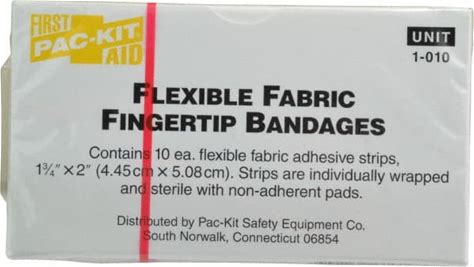 FIRST
PAC-KIT
AID
UNIT
1-010
FLEXIBLE FABRIC
FINGERTIP BANDAGES
Contains 10 ea. flexible fabric adhesive strips,
1¾" × 2" (4.45cm × 5.08cm). Strips are individually wrapped
and sterile with non-adherent pads.
Distributed by Pac-Kit Safety Equipment Co.
South Norwalk, Connecticut 06854